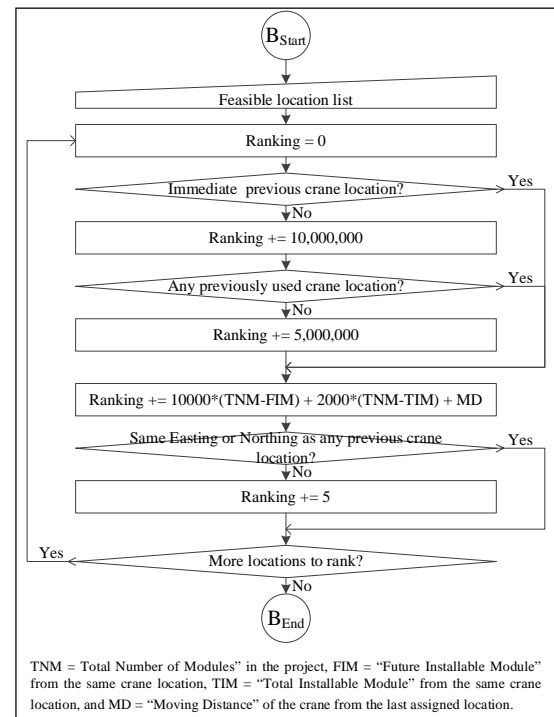 BStart
Feasible location list
Ranking = 0
Immediate previous crane location?
Yes
No
Ranking += 10,000,000
Any previously used crane location?
Yes
No
Ranking += 5,000,000
Ranking += 10000*(TNM-FIM) + 2000*(TNM-TIM) + MD
Same Easting or Northing as any previous crane
location?
Yes
No
Ranking += 5
Yes
More locations to rank?
No
BEnd
TNM = Total Number of Modules” in the project, FIM = “Future Installable Module”
from the same crane location, TIM = “Total Installable Module” from the same crane
location, and MD = “Moving Distance” of the crane from the last assigned location.